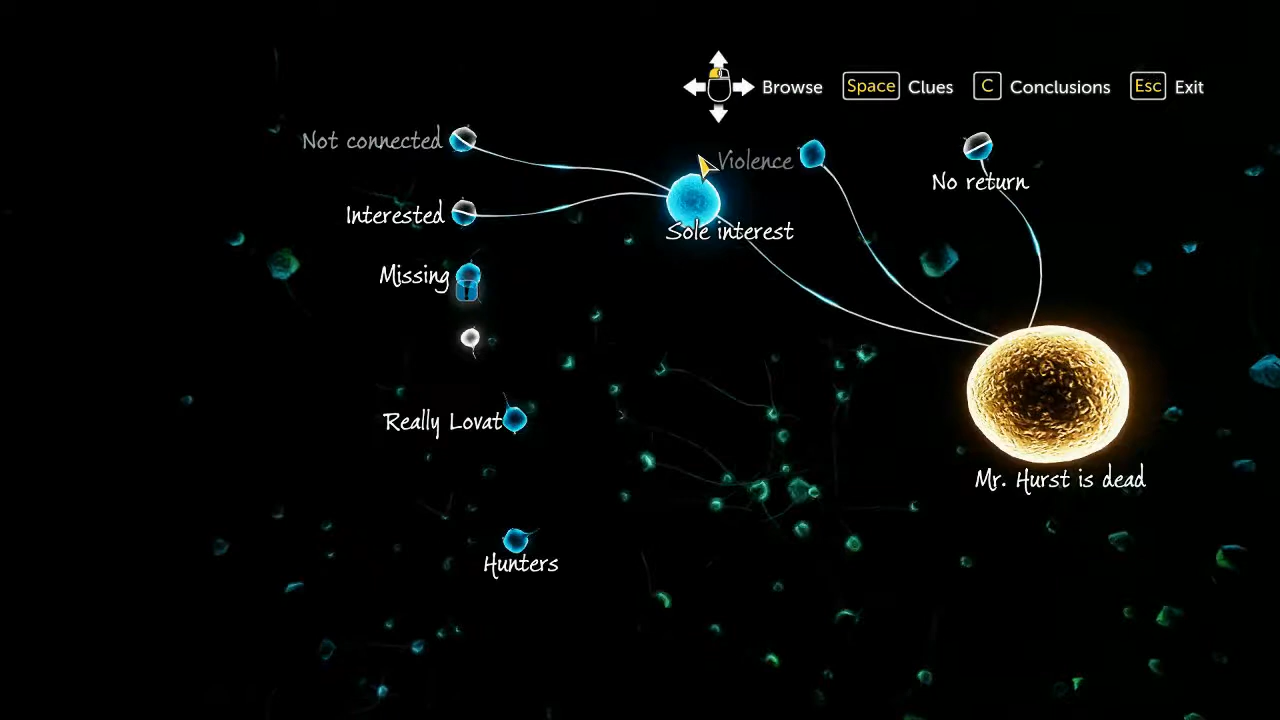 Browse
Space Clues
C Conclusions
Esc Exit
Not connected
Violence
No return
Interested
Sole interest
Missing
Really Lovat
Mr. Hurst is dead
Hunters